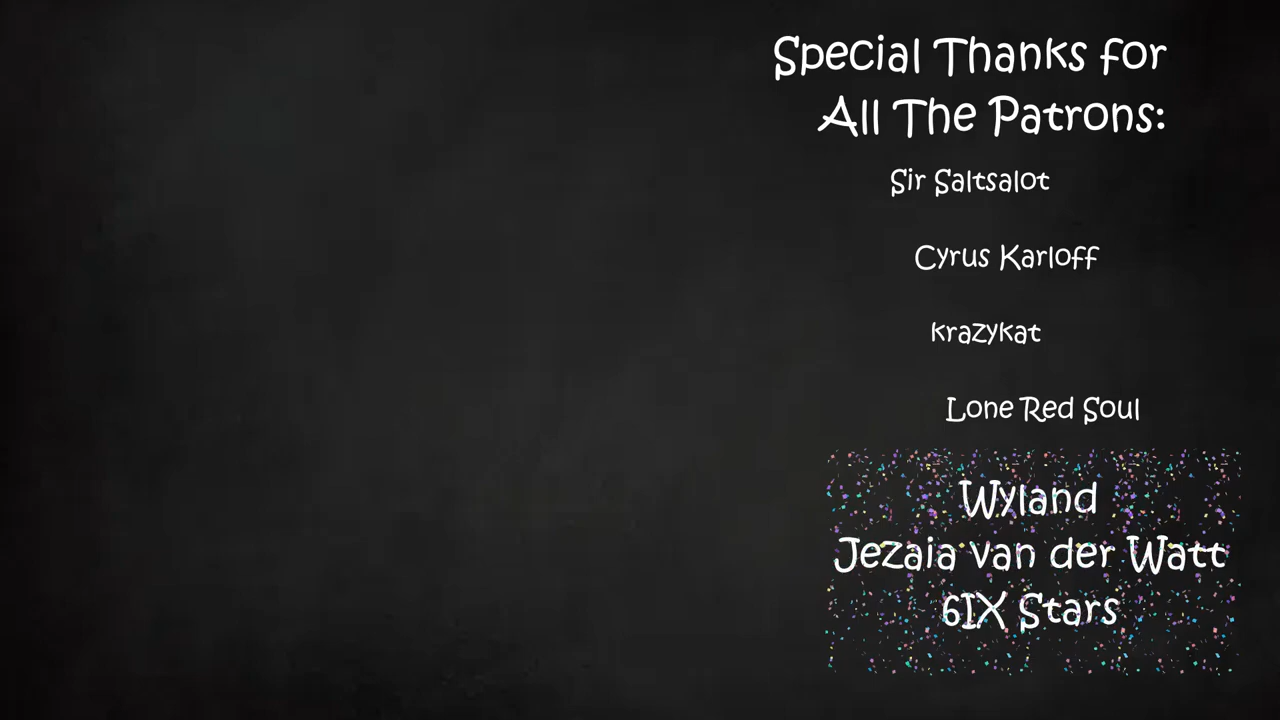 Special Thanks for
All The Patrons:
Sir Saltsalot
Cyrus Karloff
krazykat
Lone Red Soul
Wyland
Jezaia van der Watt
6IX Stars